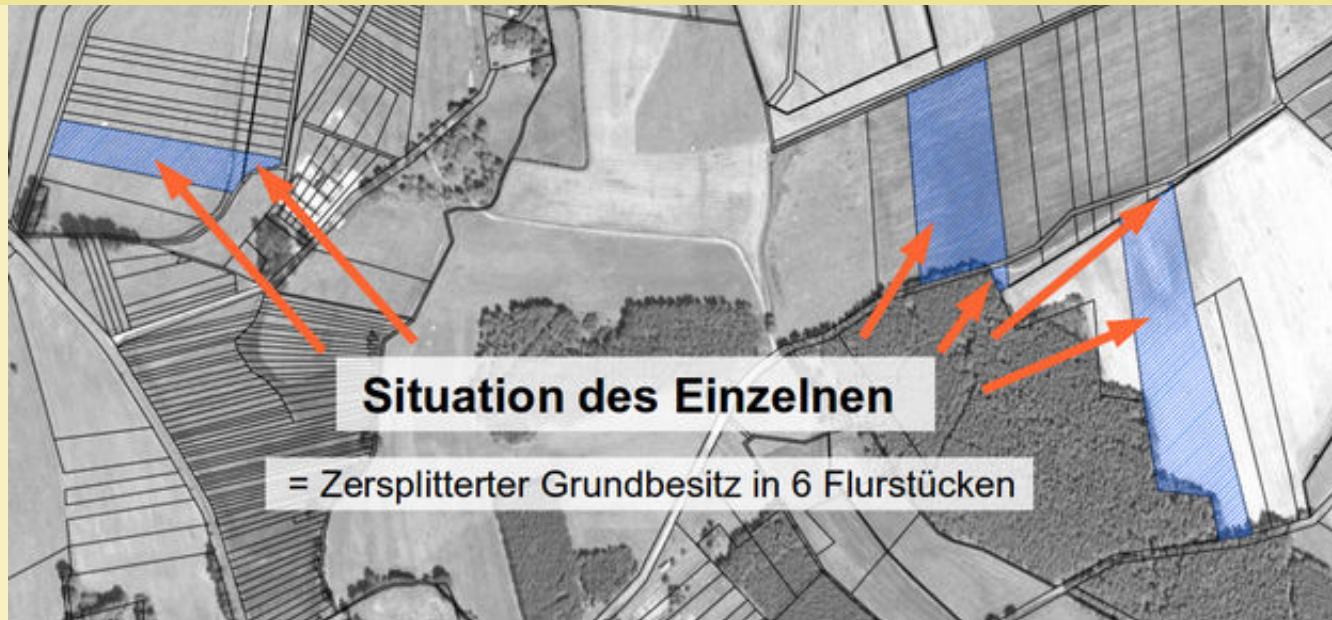 Situation des Einzelnen
= Zersplitterter Grundbesitz in 6 Flurstücken